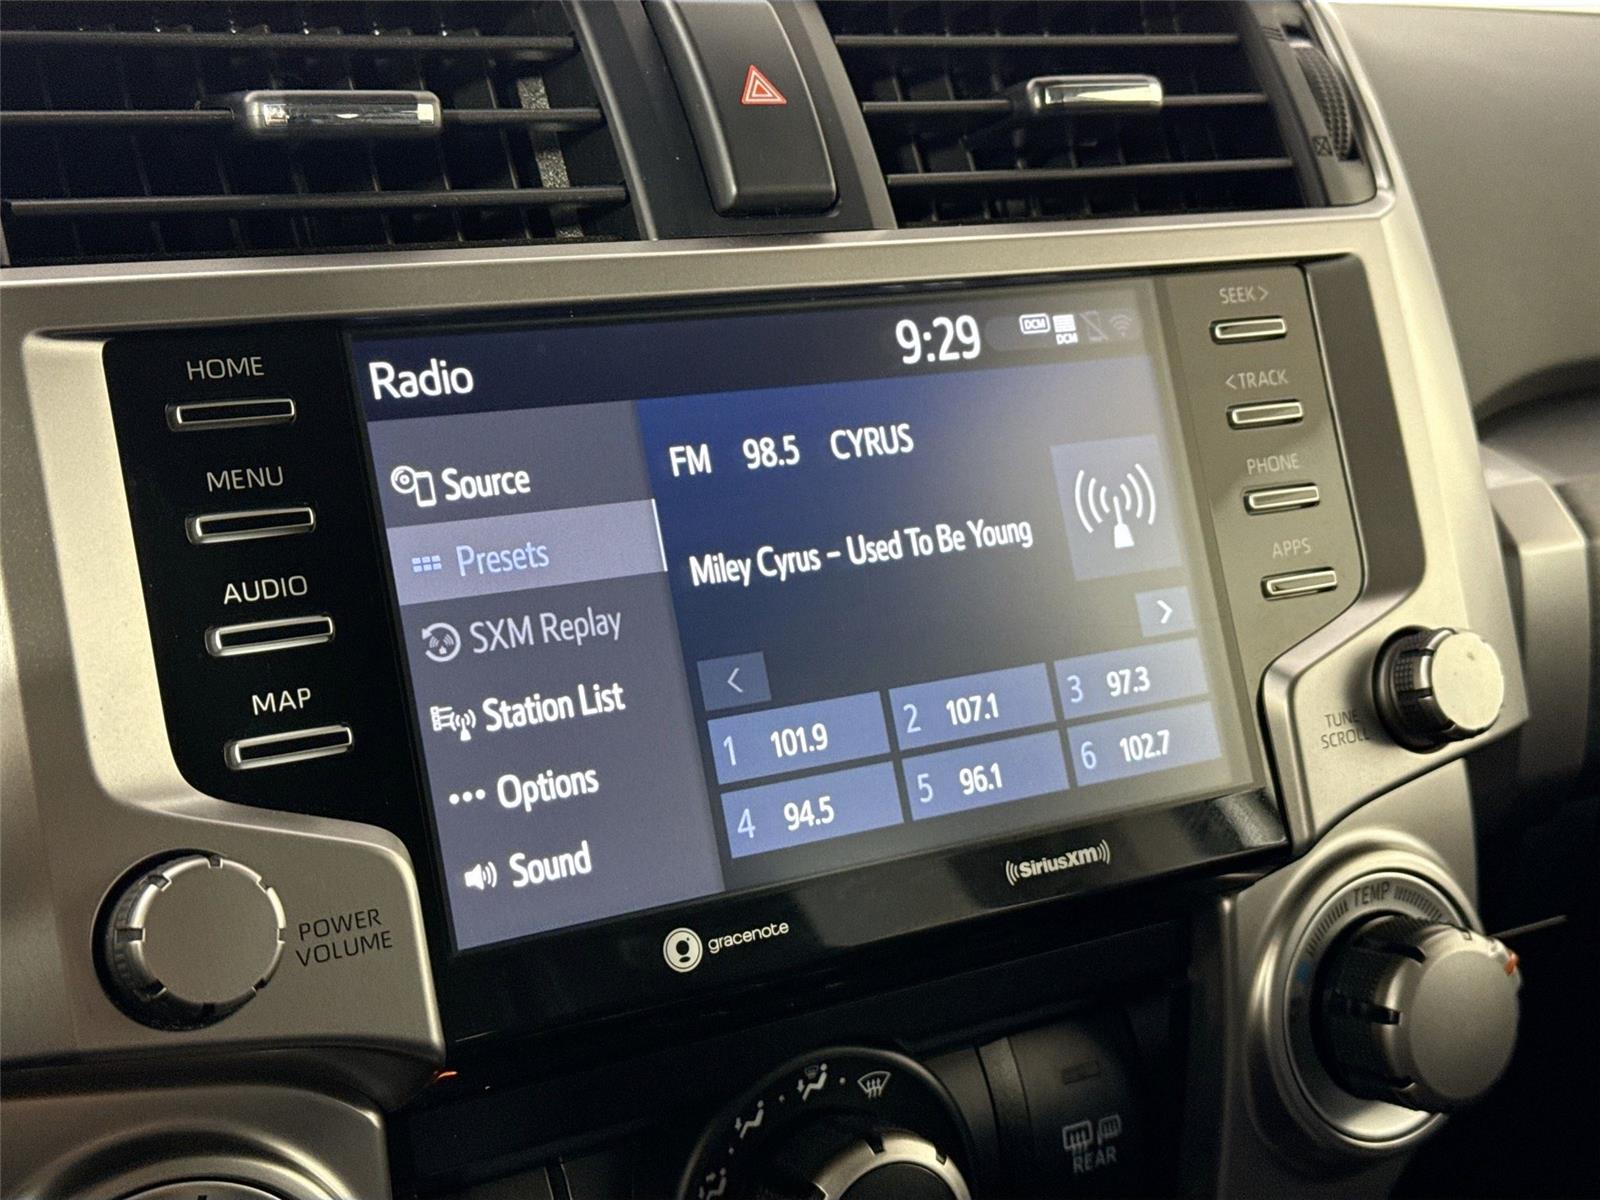 HOME
MENU
AUDIO
MAP
POWER
VOLUME
Radio
9:29
DCM
DCM
Source
Presets
SXM Replay
Station List
Options
Sound
FM 98.5 CYRUS
Miley Cyrus – Used To Be Young
<
>
1 101.9
2 107.1
3 97.3
4 94.5
5 96.1
6 102.7
gracenote
((SiriusXM))
SEEK>
<TRACK
PHONE
APPS
TUNE
SCROLL
TEMP
REAR